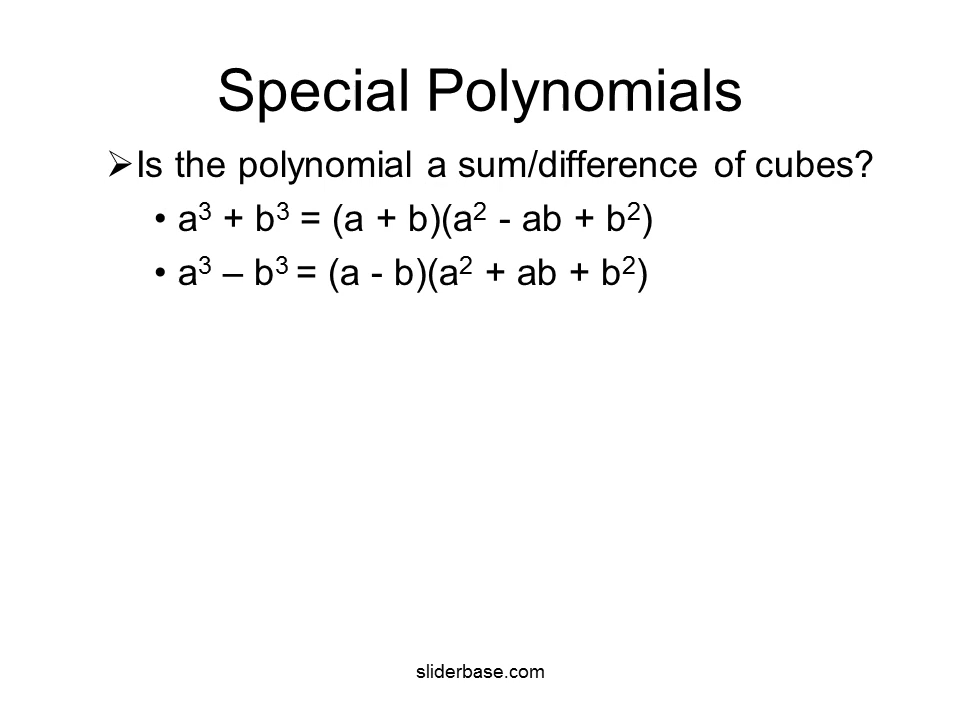 Special Polynomials
➢Is the polynomial a sum/difference of cubes?
• a³ + b³ = (a + b)(a² - ab + b²)
• a³ – b³ = (a - b)(a² + ab + b²)
sliderbase.com